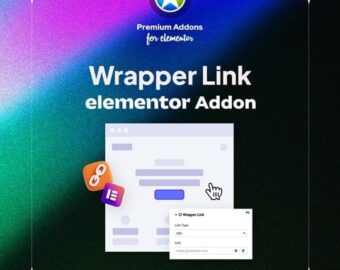 Premium Addons
for elementor
Wrapper Link
elementor Addon
Wrapper Link
Link Type
URL
Link